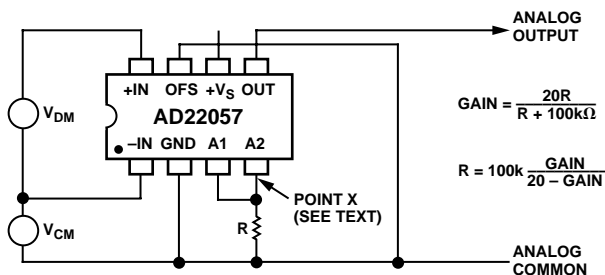 ANALOG
OUTPUT
+IN OFS +VS OUT
VDM
AD22057
GAIN = 20R / R + 100kΩ
–IN GND A1 A2
R = 100k GAIN / 20 – GAIN
POINT X
(SEE TEXT)
VCM
R
ANALOG
COMMON